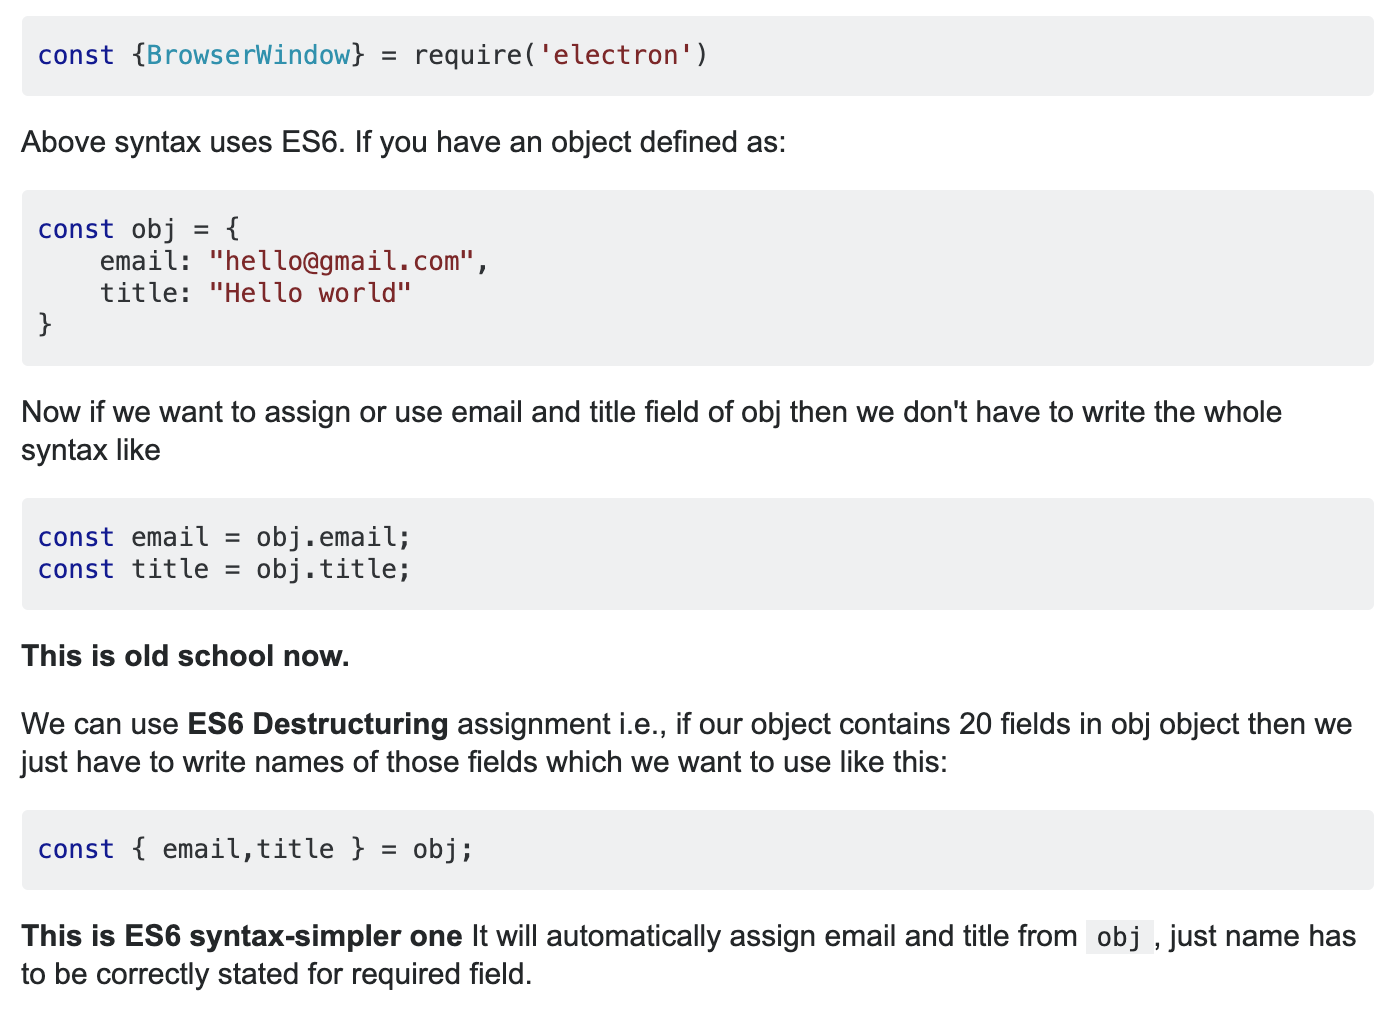 const {BrowserWindow} = require('electron')
Above syntax uses ES6. If you have an object defined as:
const obj = {
    email: "hello@gmail.com",
    title: "Hello world"
}
Now if we want to assign or use email and title field of obj then we don't have to write the whole
syntax like
const email = obj.email;
const title = obj.title;
This is old school now.
We can use ES6 Destructuring assignment i.e., if our object contains 20 fields in obj object then we
just have to write names of those fields which we want to use like this:
const { email,title } = obj;
This is ES6 syntax-simpler one It will automatically assign email and title from obj , just name has
to be correctly stated for required field.